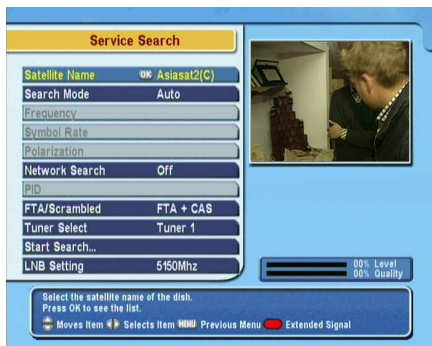 Service Search
Satellite Name OK Asiasat2(C)
Search Mode Auto
Frequency
Symbol Rate
Polarization
Network Search Off
PID
FTA/Scrambled FTA + CAS
Tuner Select Tuner 1
Start Search...
LNB Setting 5150Mhz
00% Level
00% Quality
Select the satellite name of the dish.
Press OK to see the list.
Moves Item Selects Item MENU Previous Menu Extended Signal